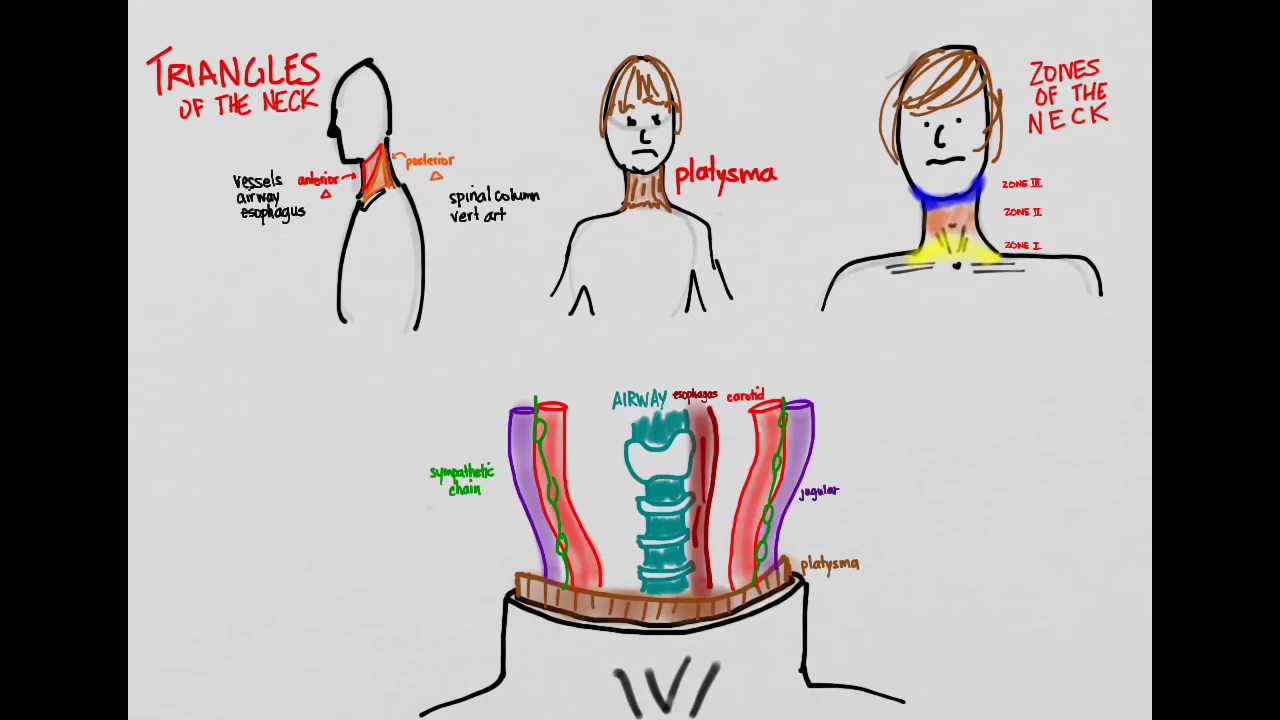 TRIANGLES
OF THE NECK
vessels
airway
esophagus
anterior
posterior
spinal column
vert art
platysma
ZONES
OF THE
NECK
ZONE III
ZONE II
ZONE I
AIRWAY
esophagus
carotid
sympathetic
chain
jugular
platysma